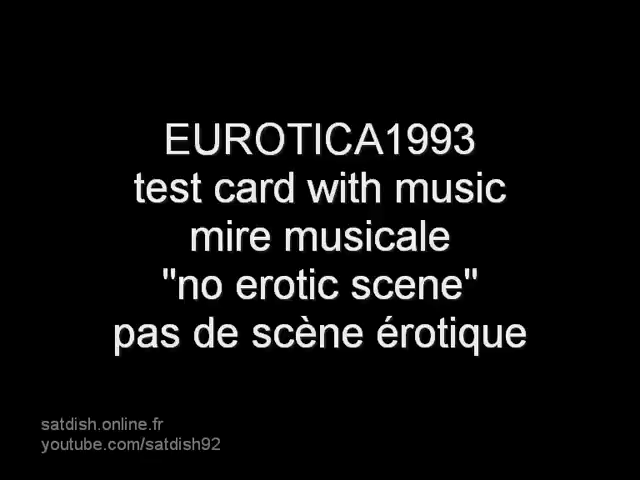 EUROTICA1993
test card with music
mire musicale
"no erotic scene"
pas de scène érotique
satdish.online.fr
youtube.com/satdish92